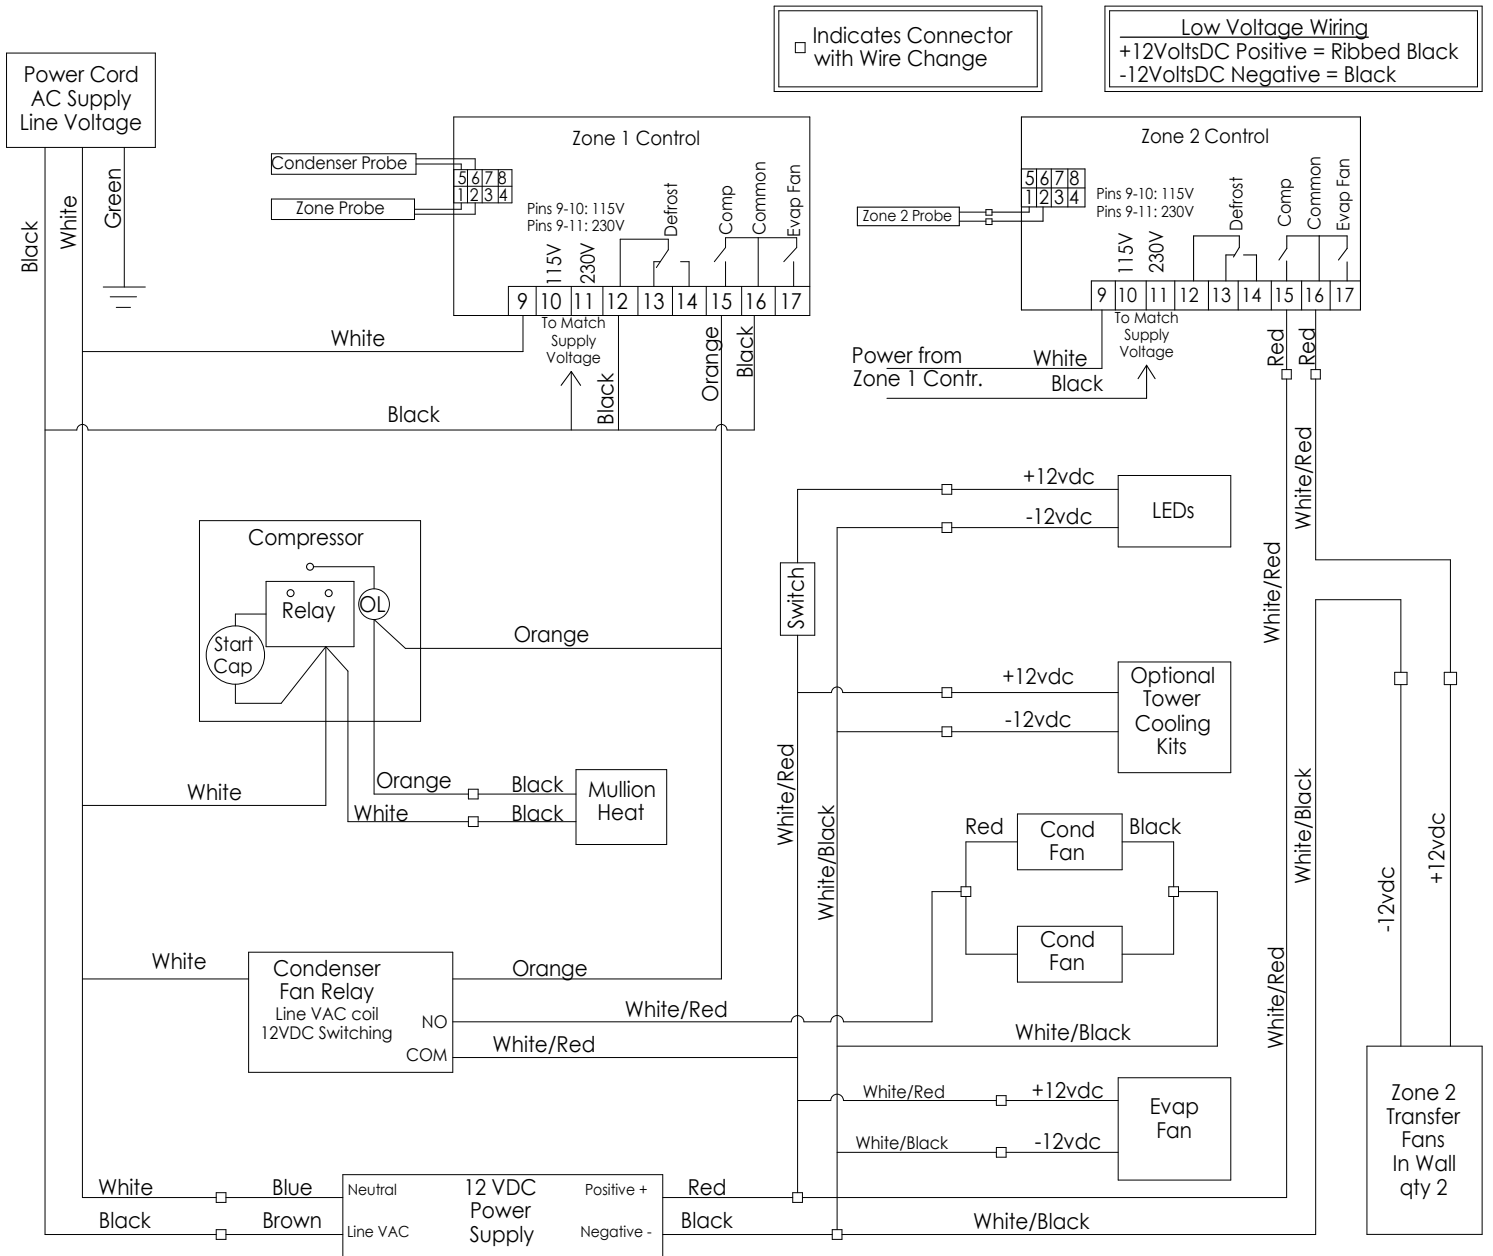 Indicates Connector
with Wire Change
Low Voltage Wiring
+12VoltsDC Positive = Ribbed Black
-12VoltsDC Negative = Black
Power Cord
AC Supply
Line Voltage
Black
White
Green
Zone 1 Control
Condenser Probe
Zone Probe
5 6 7 8
1 2 3 4
Pins 9-10: 115V
Pins 9-11: 230V
115V
230V
Defrost
Comp
Common
Evap Fan
9 10 11 12 13 14 15 16 17
To Match
Supply
Voltage
White
Black
Black
Orange
Black
Zone 2 Control
Zone 2 Probe
5 6 7 8
1 2 3 4
Pins 9-10: 115V
Pins 9-11: 230V
115V
230V
Defrost
Comp
Common
Evap Fan
9 10 11 12 13 14 15 16 17
To Match
Supply
Voltage
Power from
Zone 1 Contr.
White
Black
Red
Red
White/Red
White/Red
+12vdc
-12vdc
LEDs
Switch
Compressor
Relay
OL
Start
Cap
Orange
+12vdc
-12vdc
Optional
Tower
Cooling
Kits
White/Red
White/Black
White/Black
White
Orange
White
Black
Black
Mullion
Heat
Red
Cond
Fan
Black
Cond
Fan
-12vdc
+12vdc
White
Condenser
Fan Relay
Line VAC coil
12VDC Switching
NO
COM
Orange
White/Red
White/Red
White/Black
White/Red
White/Red
+12vdc
White/Black
-12vdc
Evap
Fan
Zone 2
Transfer
Fans
In Wall
qty 2
White
Blue
Black
Brown
Neutral
Line VAC
12 VDC
Power
Supply
Positive +
Negative -
Red
Black
White/Black